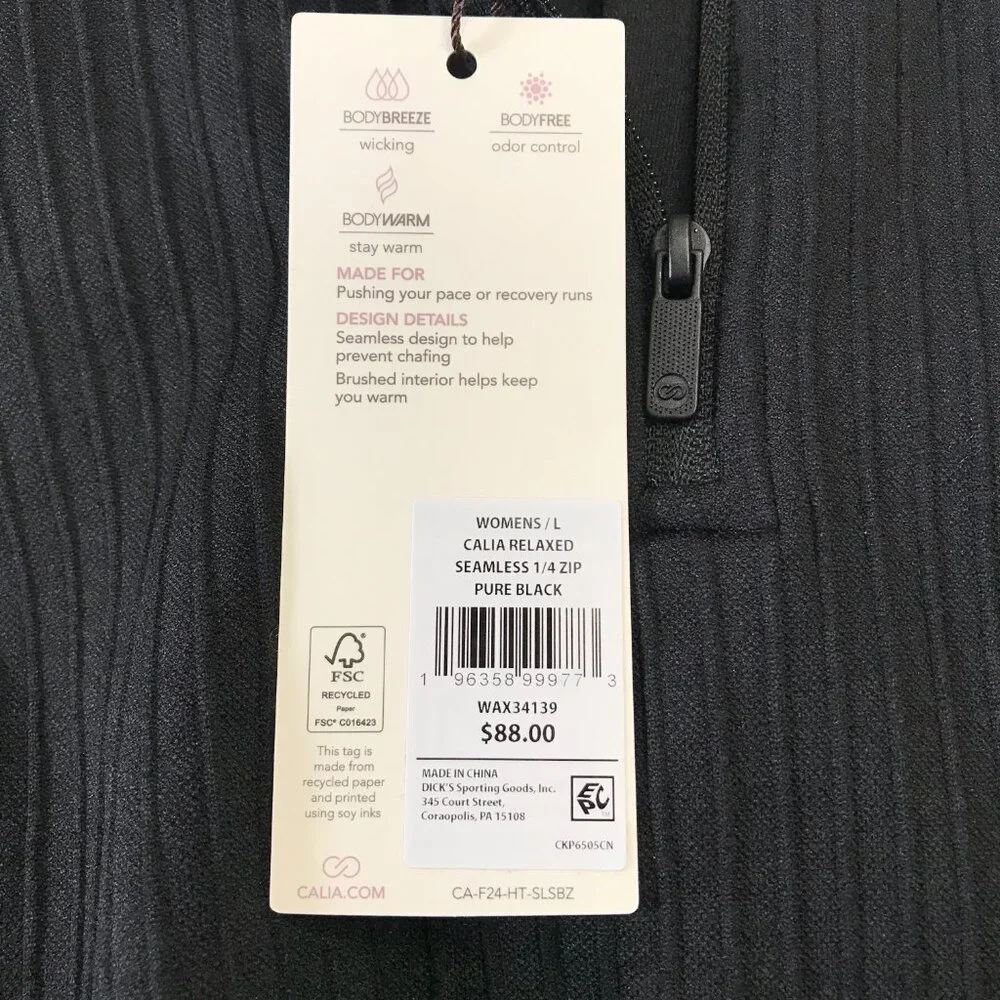 BODYBREEZE
wicking
BODYFREE
odor control
BODYWARM
stay warm
MADE FOR
Pushing your pace or recovery runs
DESIGN DETAILS
Seamless design to help
prevent chafing
Brushed interior helps keep
you warm
WOMENS / L
CALIA RELAXED
SEAMLESS 1/4 ZIP
PURE BLACK
1 96358 99977 3
WAX34139
$88.00
MADE IN CHINA
DICK'S Sporting Goods, Inc.
345 Court Street,
Coraopolis, PA 15108
EPC
TM
CKP6505CN
FSC
RECYCLED
Paper
FSC® C016423
This tag is
made from
recycled paper
and printed
using soy inks
CALIA.COM
CA-F24-HT-SLSBZ